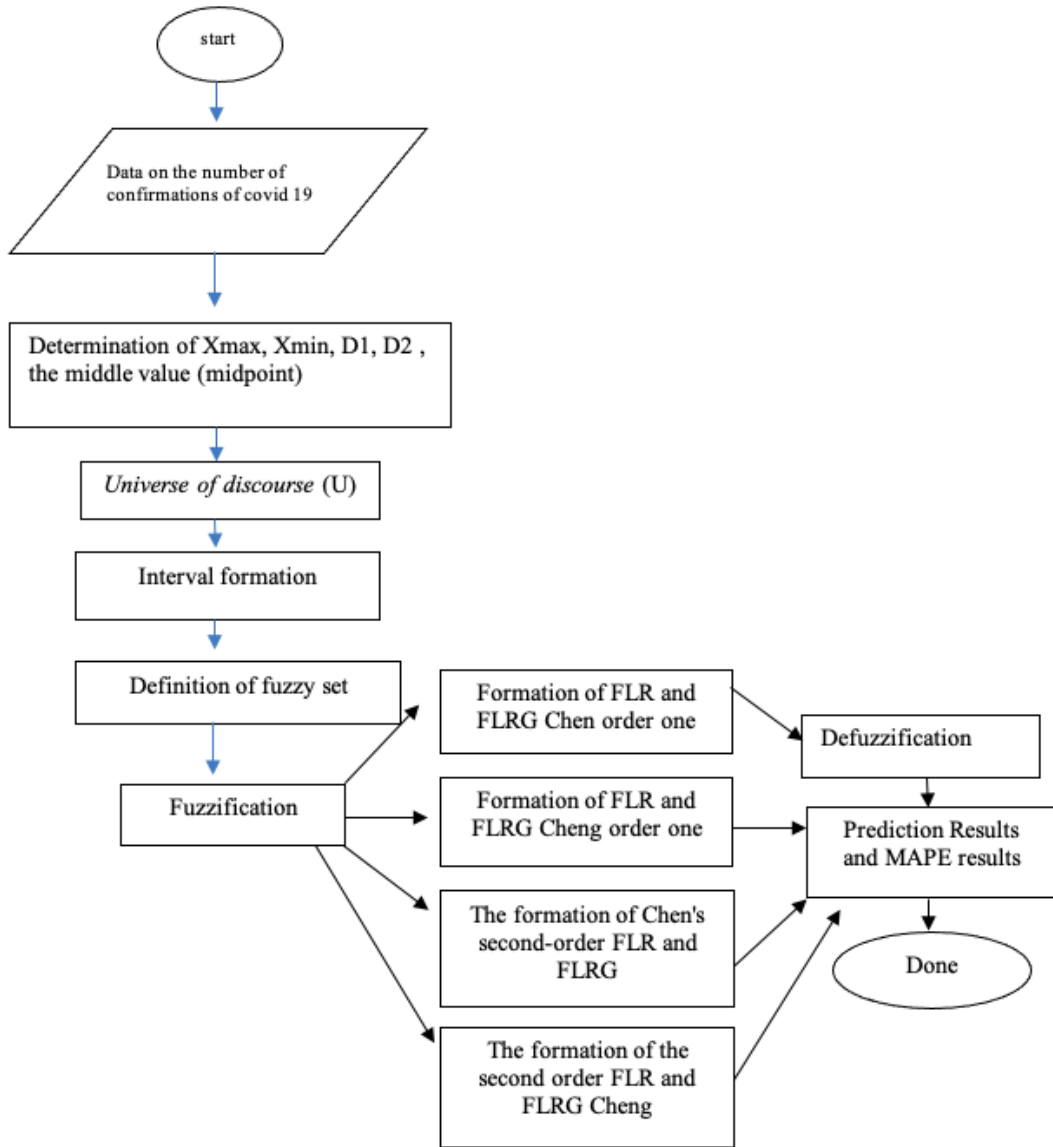 start
Data on the number of
confirmations of covid 19
Determination of Xmax, Xmin, D1, D2 ,
the middle value (midpoint)
Universe of discourse (U)
Interval formation
Definition of fuzzy set
Fuzzification
Formation of FLR and
FLRG Chen order one
Formation of FLR and
FLRG Cheng order one
The formation of Chen's
second-order FLR and
FLRG
The formation of the
second order FLR and
FLRG Cheng
Defuzzification
Prediction Results
and MAPE results
Done